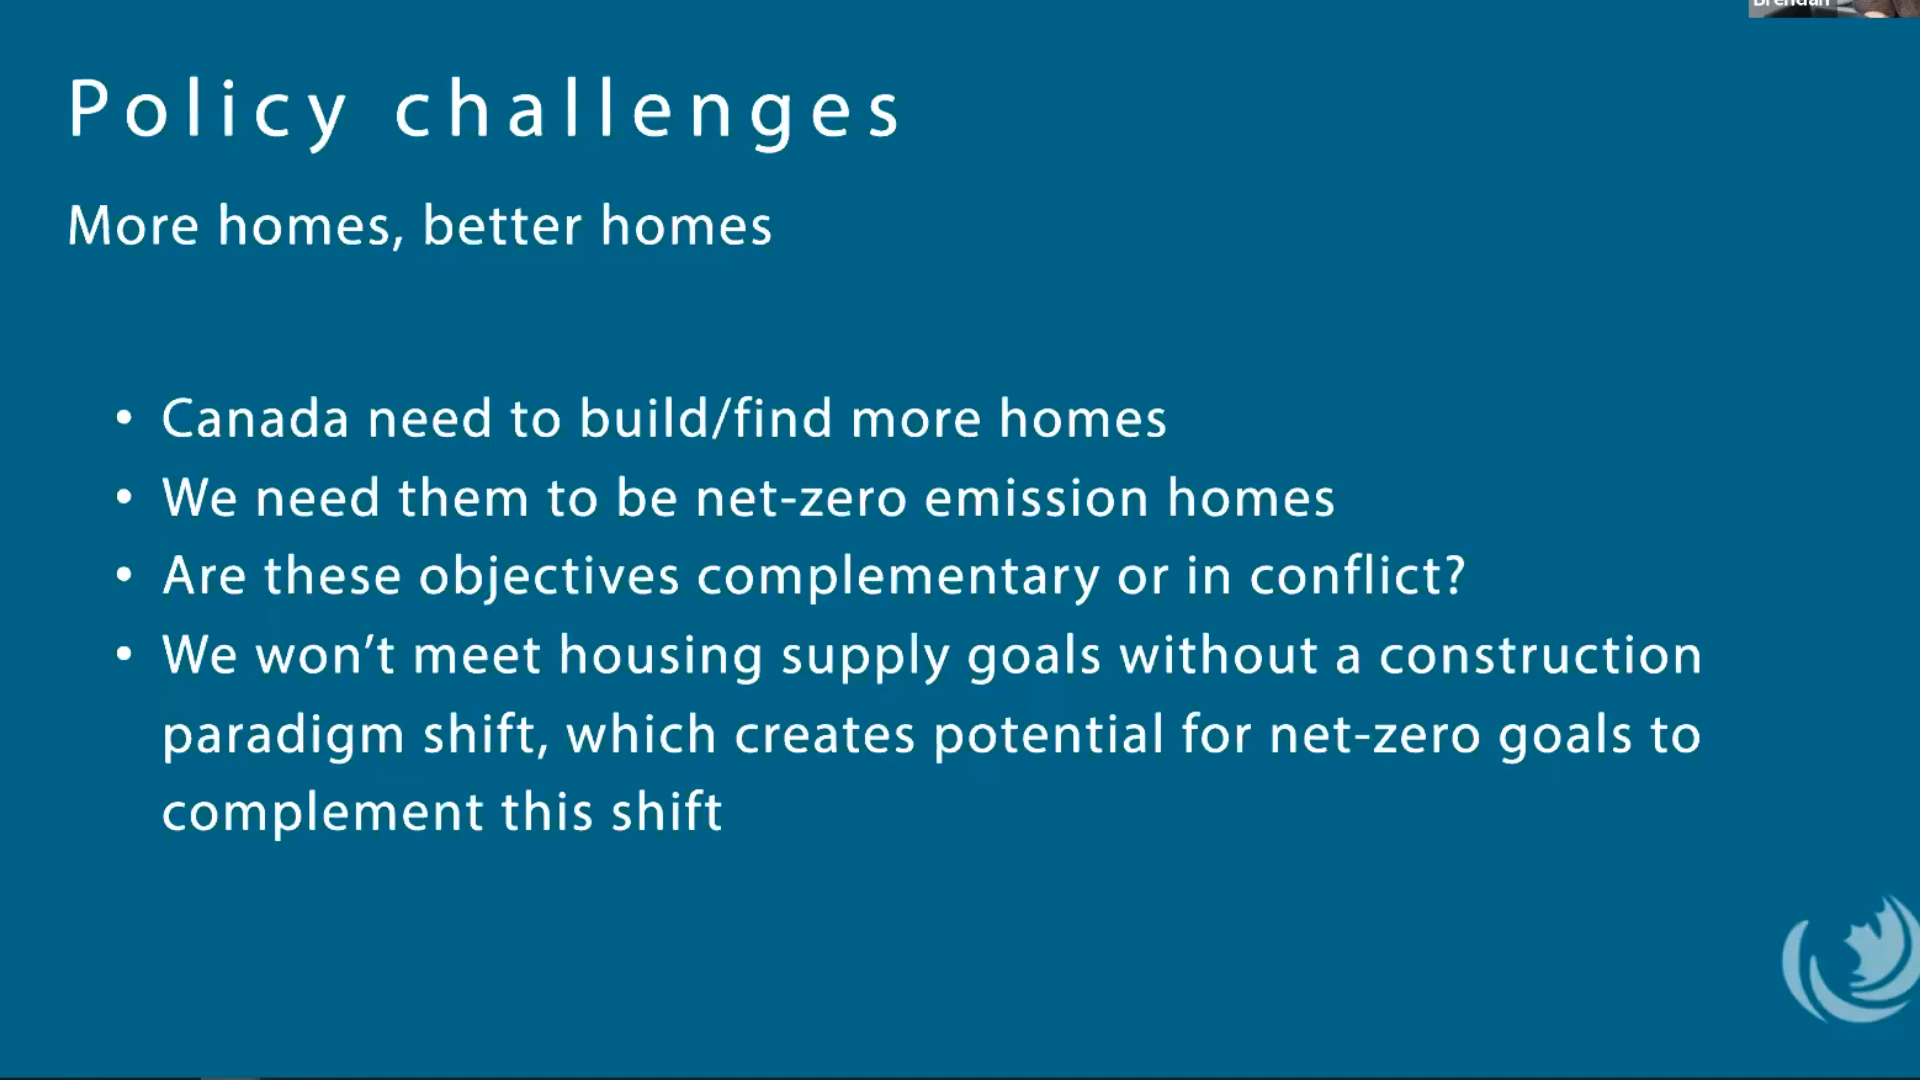 Brendan
Policy challenges
More homes, better homes
• Canada need to build/find more homes
• We need them to be net-zero emission homes
• Are these objectives complementary or in conflict?
• We won’t meet housing supply goals without a construction
paradigm shift, which creates potential for net-zero goals to
complement this shift